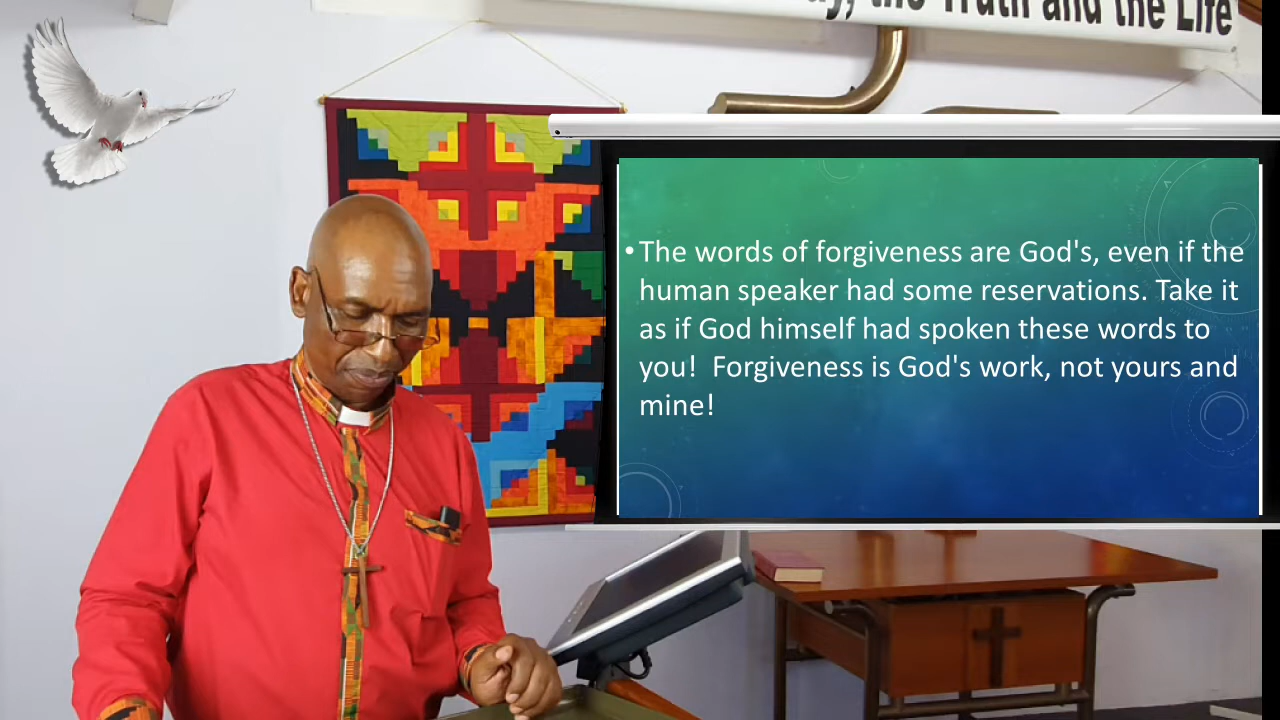 the Truth and the Life
• The words of forgiveness are God's, even if the
human speaker had some reservations. Take it
as if God himself had spoken these words to
you!  Forgiveness is God's work, not yours and
mine!